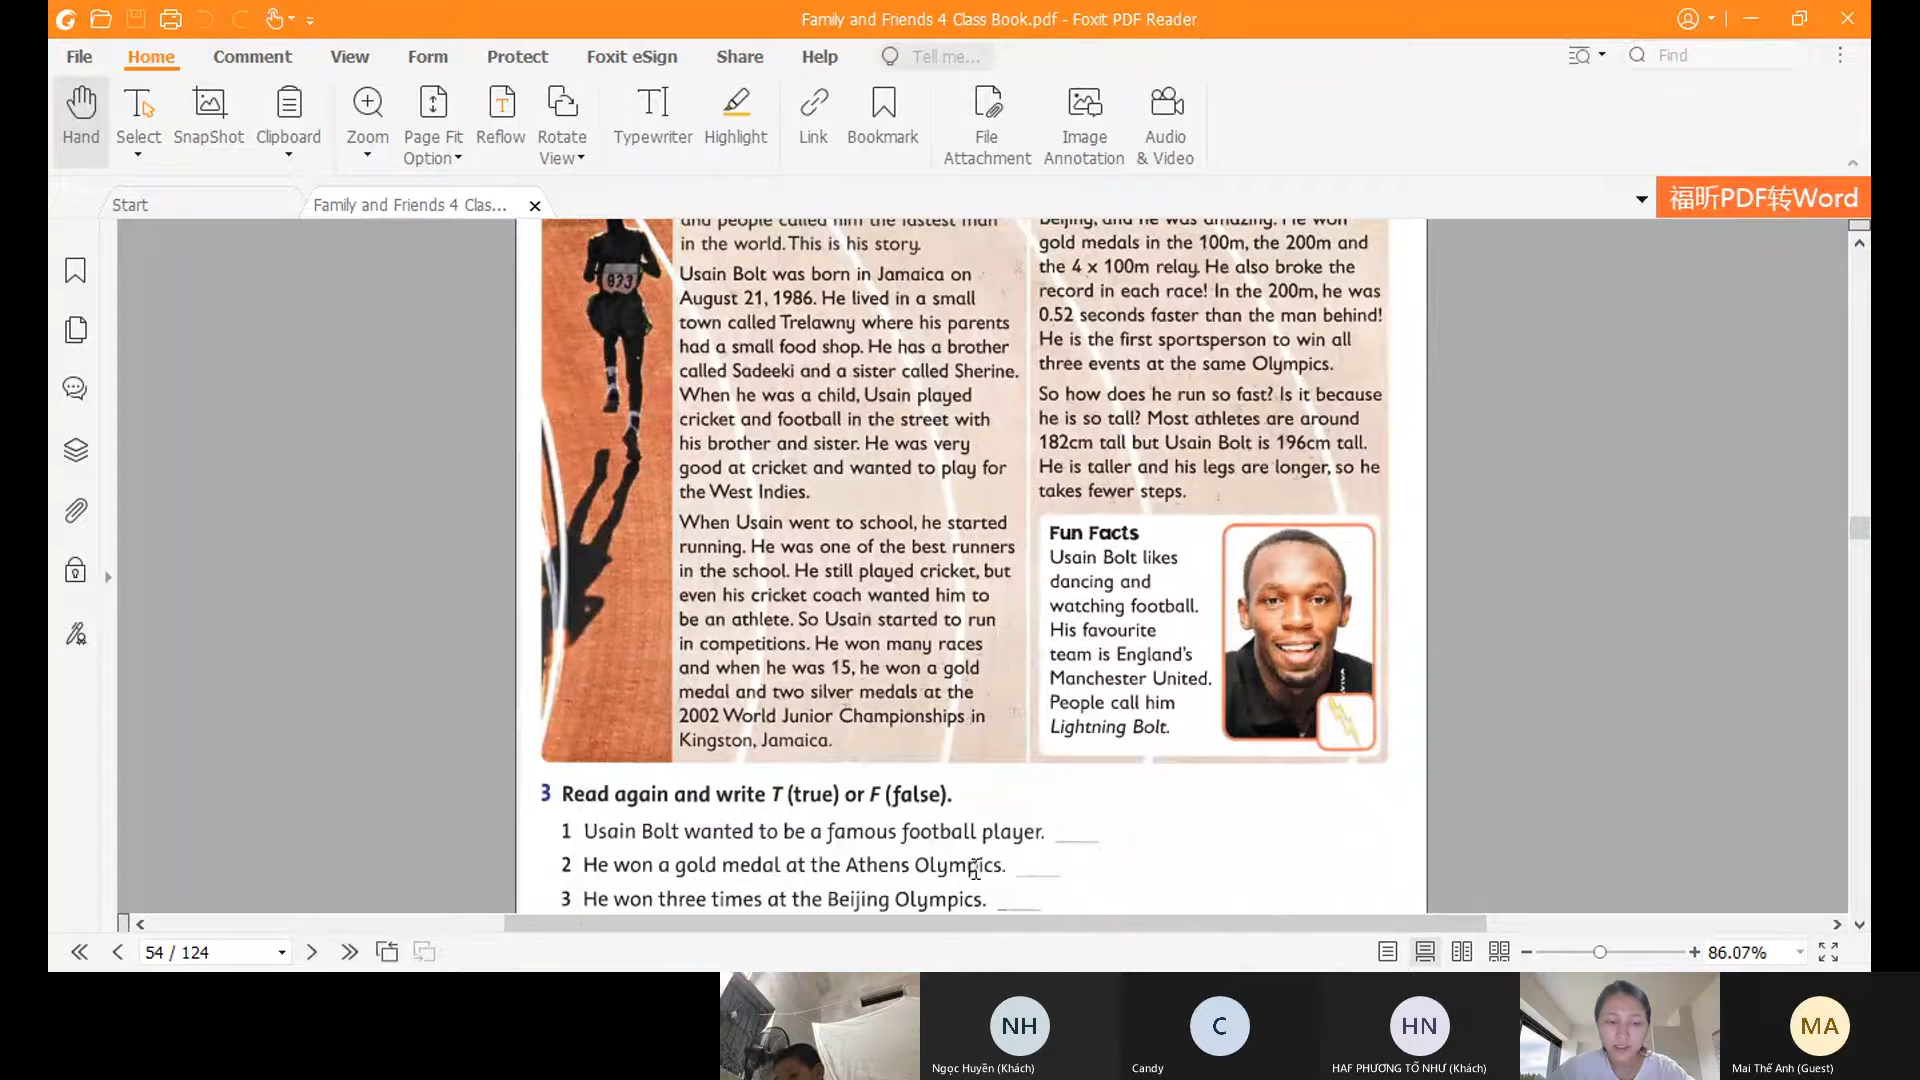 Family and Friends 4 Class Book.pdf - Foxit PDF Reader
File Home Comment View Form Protect Foxit eSign Share Help Tell me... Find
Hand Select SnapShot Clipboard Zoom Page Fit Option Reflow Rotate View Typewriter Highlight Link Bookmark File Attachment Image Annotation Audio & Video
Start Family and Friends 4 Clas... 福昕PDF转Word
and people called him the fastest man
in the world. This is his story.
Usain Bolt was born in Jamaica on
August 21, 1986. He lived in a small
town called Trelawny where his parents
had a small food shop. He has a brother
called Sadeeki and a sister called Sherine.
When he was a child, Usain played
cricket and football in the street with
his brother and sister. He was very
good at cricket and wanted to play for
the West Indies.
When Usain went to school, he started
running. He was one of the best runners
in the school. He still played cricket, but
even his cricket coach wanted him to
be an athlete. So Usain started to run
in competitions. He won many races
and when he was 15, he won a gold
medal and two silver medals at the
2002 World Junior Championships in
Kingston, Jamaica.
Beijing, and he was amazing. He won
gold medals in the 100m, the 200m and
the 4 x 100m relay. He also broke the
record in each race! In the 200m, he was
0.52 seconds faster than the man behind!
He is the first sportsperson to win all
three events at the same Olympics.
So how does he run so fast? Is it because
he is so tall? Most athletes are around
182cm tall but Usain Bolt is 196cm tall.
He is taller and his legs are longer, so he
takes fewer steps.
Fun Facts
Usain Bolt likes
dancing and
watching football.
His favourite
team is England's
Manchester United.
People call him
Lightning Bolt.
833
3 Read again and write T (true) or F (false).
1 Usain Bolt wanted to be a famous football player.
2 He won a gold medal at the Athens Olympics.
3 He won three times at the Beijing Olympics.
54 / 124 86.07%
NH C HN MA
Ngọc Huyền (Khách) Candy HAF PHƯƠNG TỐ NHƯ (Khách) Mai Thế Anh (Guest)